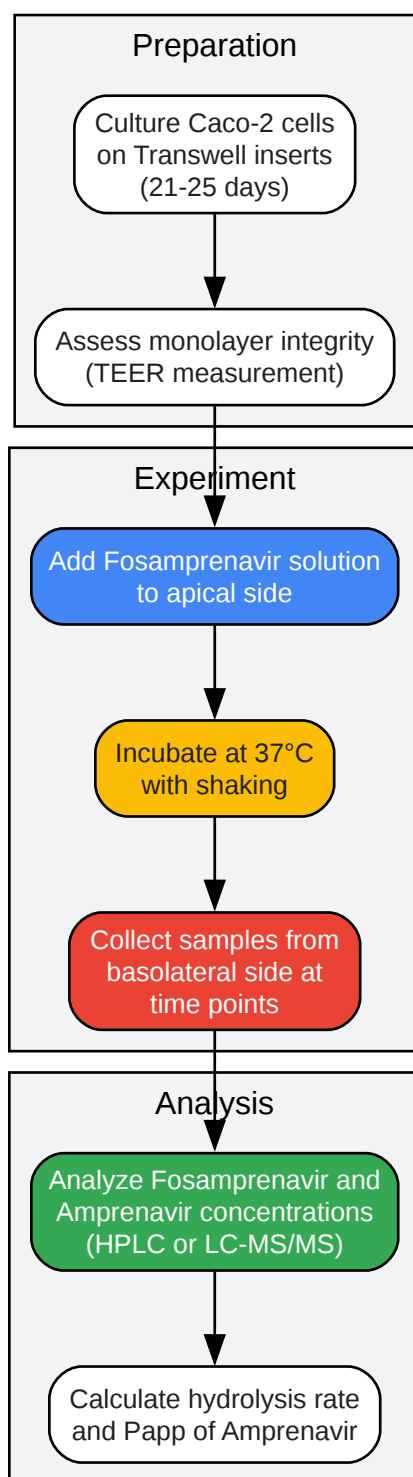 Preparation
Culture Caco-2 cells
on Transwell inserts
(21-25 days)
Assess monolayer integrity
(TEER measurement)
Experiment
Add Fosamprenavir solution
to apical side
Incubate at 37°C
with shaking
Collect samples from
basolateral side at
time points
Analysis
Analyze Fosamprenavir and
Amprenavir concentrations
(HPLC or LC-MS/MS)
Calculate hydrolysis rate
and Papp of Amprenavir